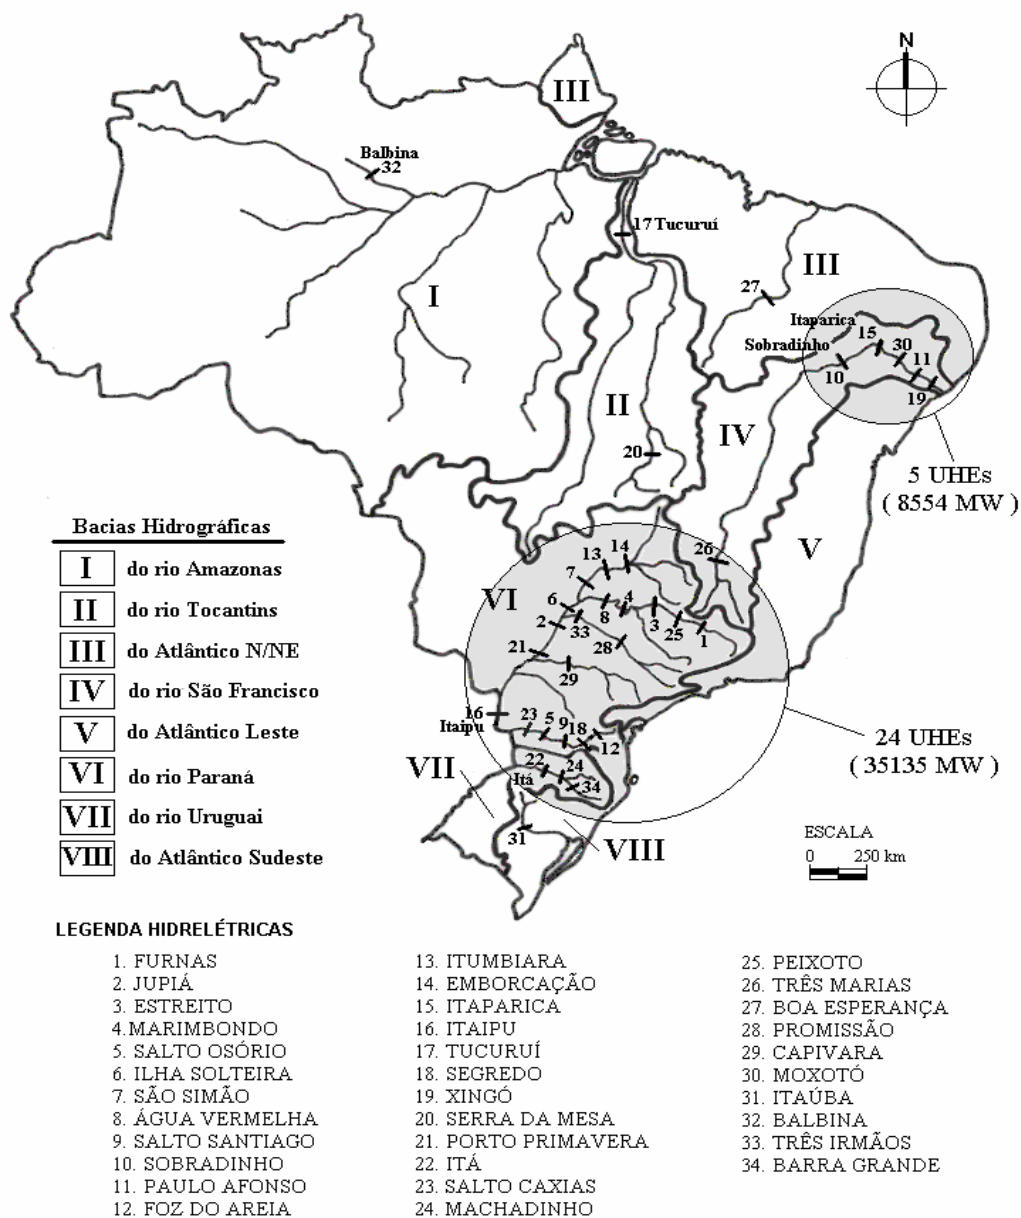 N
III
Balbina
32
17 Tucuruí
III
27
I
Itaparica
Sobradinho
15
30
11
10
19
II
IV
20
5 UHEs
( 8554 MW )
Bacias Hidrográficas
I do rio Amazonas
II do rio Tocantins
III do Atlântico N/NE
IV do rio São Francisco
V do Atlântico Leste
VI do rio Paraná
VII do rio Uruguai
VIII do Atlântico Sudeste
V
13
14
26
7
VI
6
8
4
3
2
33
25
1
28
21
29
16
Itaipu
23
5
9
18
12
24 UHEs
( 35135 MW )
VII
22
24
Itá
34
31
VIII
ESCALA
0 250 km
LEGENDA HIDRELÉTRICAS
1. FURNAS
2. JUPIÁ
3. ESTREITO
4.MARIMBONDO
5. SALTO OSÓRIO
6. ILHA SOLTEIRA
7. SÃO SIMÃO
8. ÁGUA VERMELHA
9. SALTO SANTIAGO
10. SOBRADINHO
11. PAULO AFONSO
12. FOZ DO AREIA
13. ITUMBIARA
14. EMBORCAÇÃO
15. ITAPARICA
16. ITAIPU
17. TUCURUÍ
18. SEGREDO
19. XINGÓ
20. SERRA DA MESA
21. PORTO PRIMAVERA
22. ITÁ
23. SALTO CAXIAS
24. MACHADINHO
25. PEIXOTO
26. TRÊS MARIAS
27. BOA ESPERANÇA
28. PROMISSÃO
29. CAPIVARA
30. MOXOTÓ
31. ITAÚBA
32. BALBINA
33. TRÊS IRMÃOS
34. BARRA GRANDE